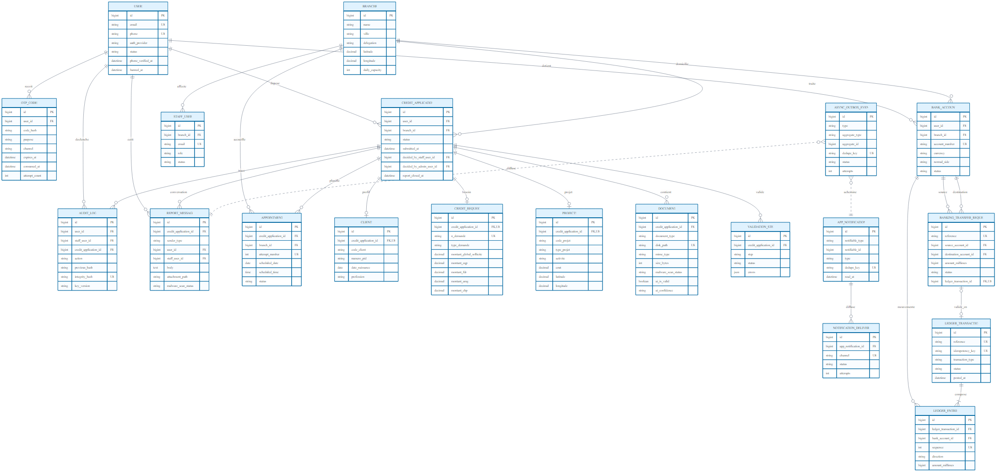 USER
bigint id PK
string email UK
string phone UK
string auth_provider
string status
datetime phone_verified_at
datetime banned_at
BRANCHE
bigint id PK
string name
string ville
string delegation
decimal latitude
decimal longitude
int daily_capacity
domicilie
detient
traite
recoit
affecte
depose
OTP_CODE
bigint id PK
bigint user_id FK
string code_hash
string purpose
string channel
datetime expires_at
datetime consumed_at
int attempt_count
STAFF_USER
bigint id PK
bigint branch_id FK
string email UK
string role
string status
CREDIT_APPLICATIO
bigint id PK
bigint user_id FK
bigint branch_id FK
string status
datetime submitted_at
bigint decided_by_staff_user_id FK
bigint decided_by_admin_user_id FK
datetime report_closed_at
ASYNC_OUTBOX_EVEN
bigint id PK
string type
string aggregate_type
bigint aggregate_id
string dedupe_key UK
string status
int attempts
BANK_ACCOUN
bigint id PK
bigint user_id FK
bigint branch_id FK
string account_number UK
string currency
string normal_side
string status
declenche
ecrit
accueille
trace
diffuse
planifie
conversation
profil
besoin
projet
contient
valide
achemine
source
destination
AUDIT_LOG
bigint id PK
bigint user_id FK
bigint staff_user_id FK
bigint credit_application_id FK
string action
string previous_hash
string integrity_hash UK
string key_version
REPORT_MESSAG
bigint id PK
bigint credit_application_id FK
string sender_type
bigint user_id FK
bigint staff_user_id FK
text body
string attachment_path
string malware_scan_status
APPOINTMENT
bigint id PK
bigint credit_application_id FK
bigint branch_id FK
int attempt_number UK
date scheduled_date
time scheduled_time
string status
CLIENT
bigint id PK
bigint credit_application_id FK,UK
string code_client
string numero_pid
date date_naissance
string profession
CREDIT_REQUES
bigint id PK
bigint credit_application_id FK,UK
string n_demande UK
string type_demande
decimal montant_global_sollicite
decimal montant_eqp
decimal montant_fdr
decimal montant_amg
decimal montant_chp
PROJECT
bigint id PK
bigint credit_application_id FK,UK
string code_projet
string type_projet
string activite
decimal cout
decimal latitude
decimal longitude
DOCUMENT
bigint id PK
bigint credit_application_id FK
string document_type
string disk_path UK
string mime_type
int size_bytes
string malware_scan_status
boolean ai_is_valid
string ai_confidence
VALIDATION_STE
bigint id PK
bigint credit_application_id FK
string step
string status
json errors
APP_NOTIFICATION
bigint id PK
string notifiable_type
bigint notifiable_id
string type
string dedupe_key UK
datetime read_at
BANKING_TRANSFER_REQUE
bigint id PK
string reference UK
bigint source_account_id FK
bigint destination_account_id FK
bigint amount_millimes
string status
bigint ledger_transaction_id FK,UK
diffuse
mouvemente
valide_en
NOTIFICATION_DELIVER
bigint id PK
bigint app_notification_id FK
string channel UK
string status
int attempts
LEDGER_TRANSACTIO
bigint id PK
string reference UK
string idempotency_key UK
string transaction_type
string status
datetime posted_at
compose
LEDGER_ENTRII
bigint id PK
bigint ledger_transaction_id FK
bigint bank_account_id FK
int sequence UK
string direction
bigint amount_millimes